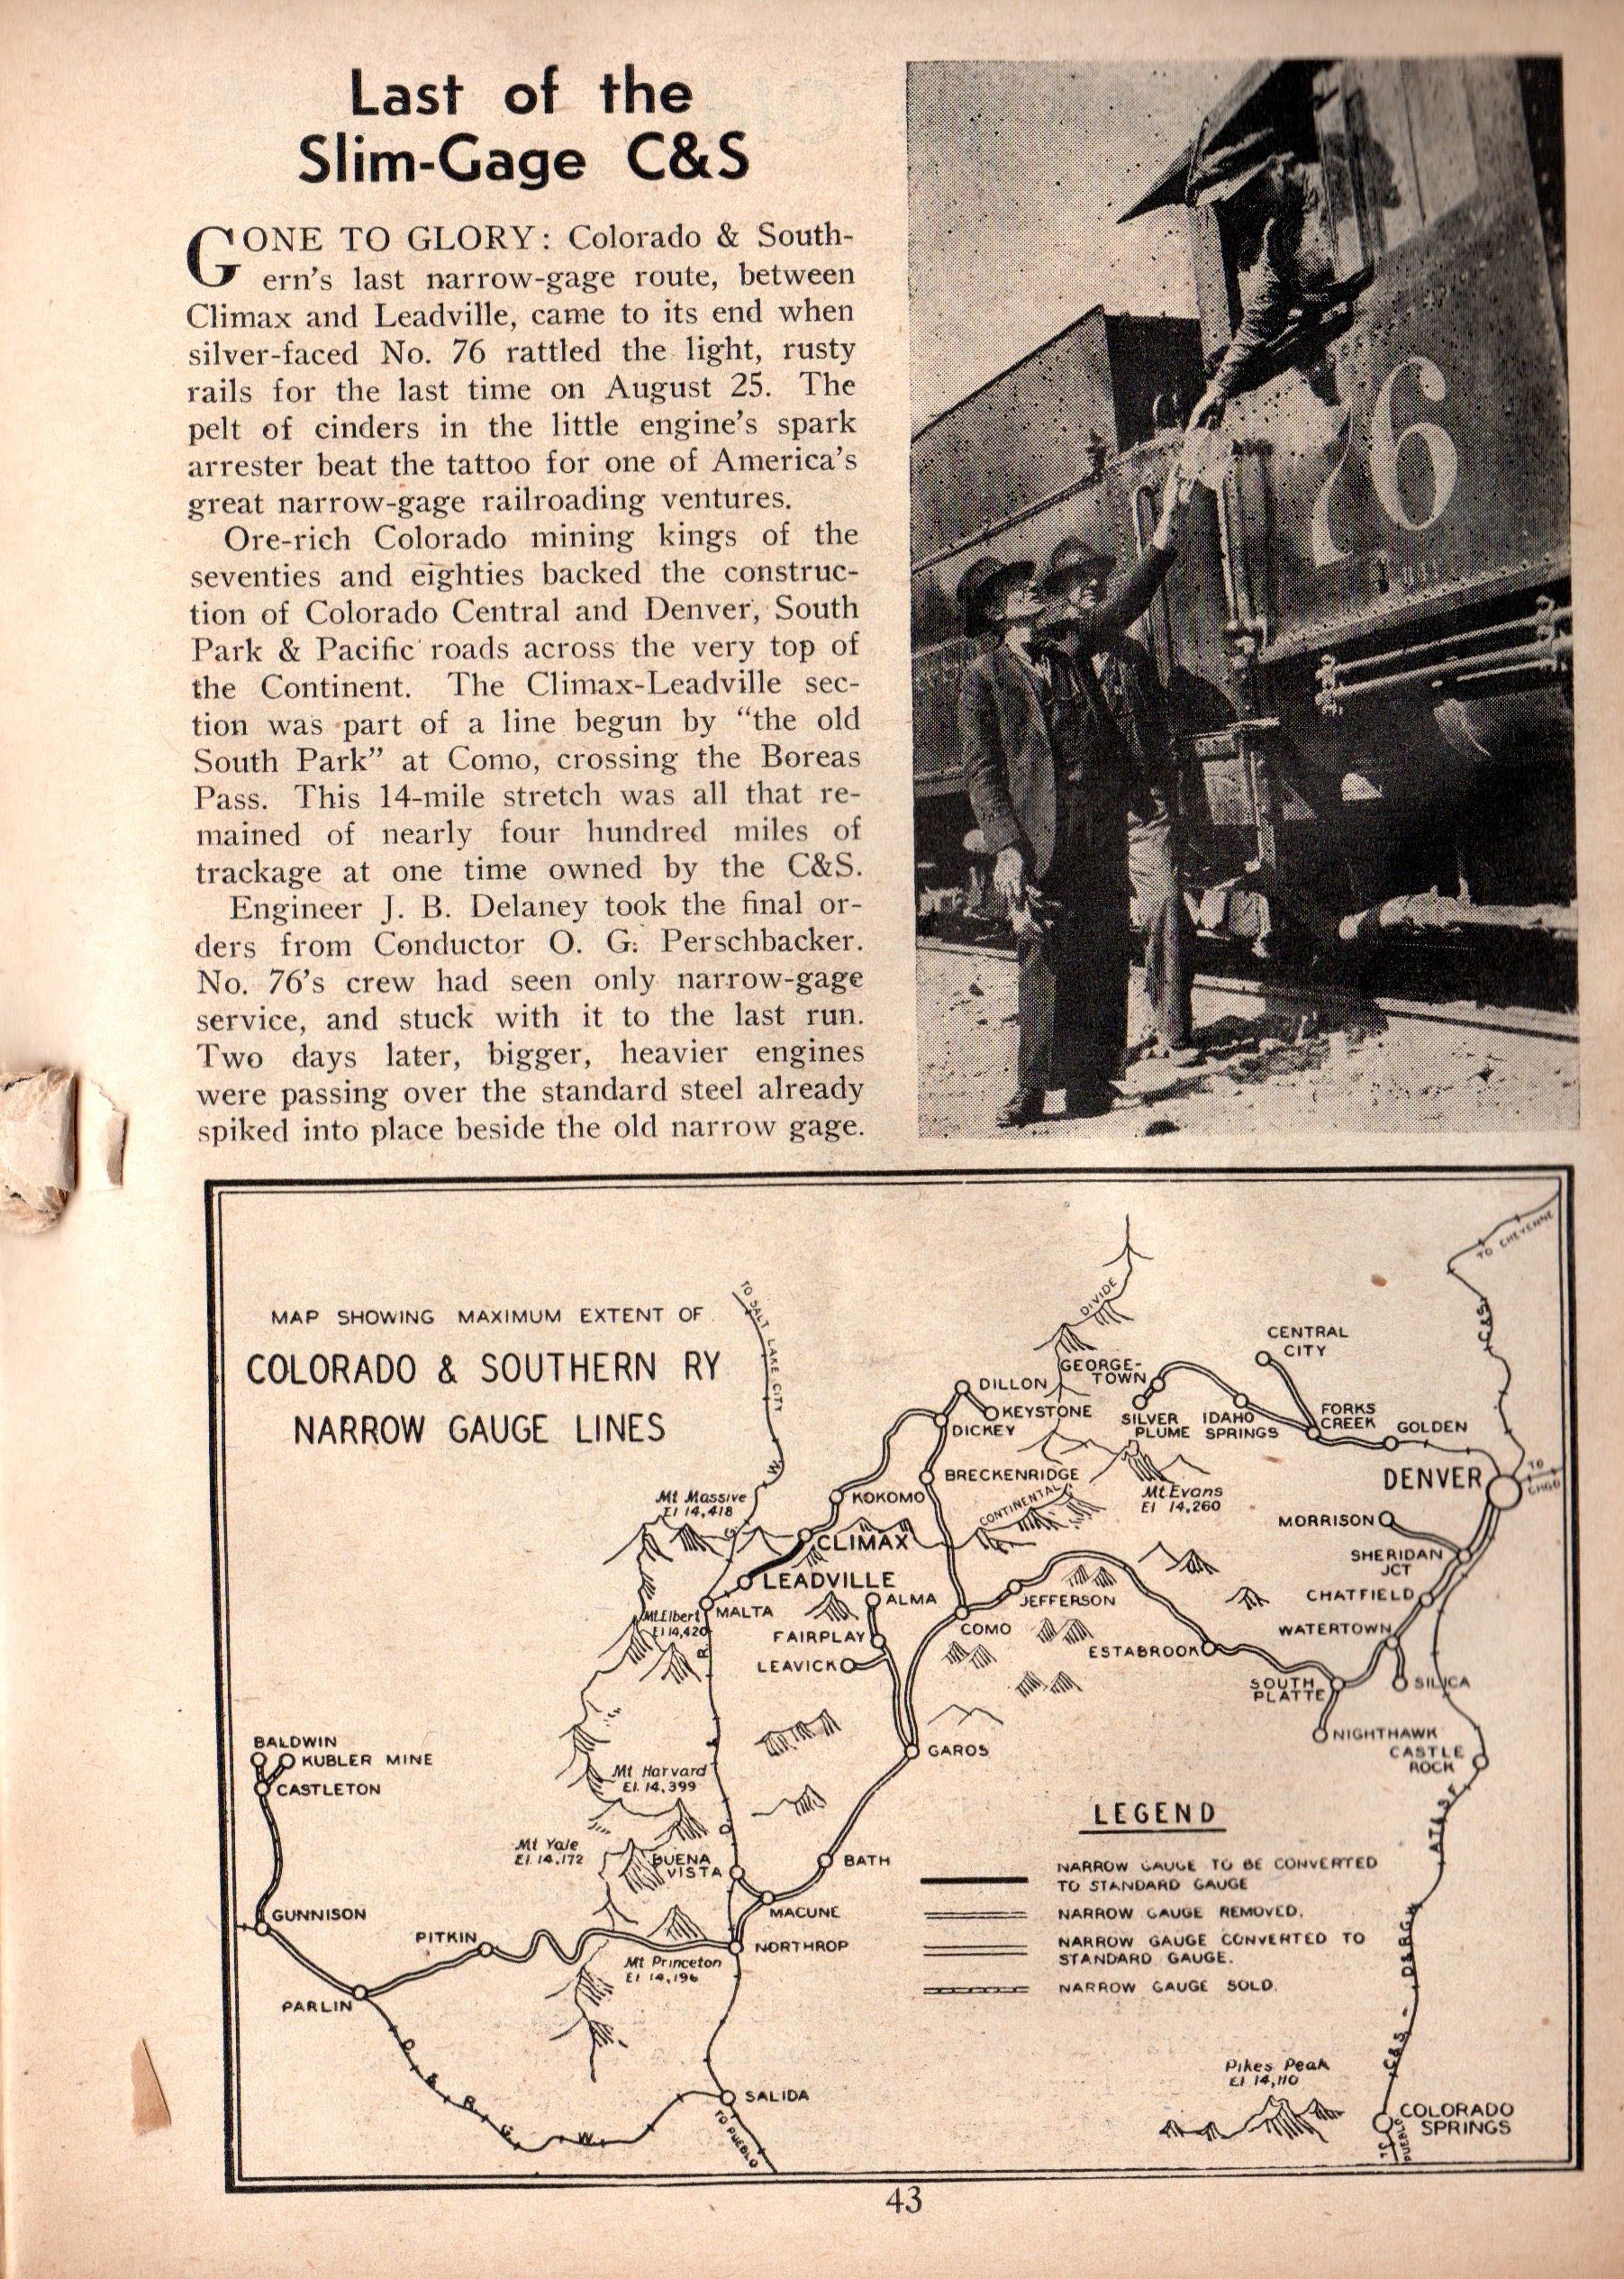 Last of the
Slim-Gage C&S
GONE TO GLORY: Colorado & South-
ern's last narrow-gage route, between
Climax and Leadville, came to its end when
silver-faced No. 76 rattled the light, rusty
rails for the last time on August 25. The
pelt of cinders in the little engine's spark
arrester beat the tattoo for one of America's
great narrow-gage railroading ventures.
Ore-rich Colorado mining kings of the
seventies and eighties backed the construc-
tion of Colorado Central and Denver, South
Park & Pacific roads across the very top of
the Continent. The Climax-Leadville sec-
tion was part of a line begun by "the old
South Park" at Como, crossing the Boreas
Pass. This 14-mile stretch was all that re-
mained of nearly four hundred miles of
trackage at one time owned by the C&S.
Engineer J. B. Delaney took the final or-
ders from Conductor O. G. Perschbacker.
No. 76's crew had seen only narrow-gage
service, and stuck with it to the last run.
Two days later, bigger, heavier engines
were passing over the standard steel already
spiked into place beside the old narrow gage.
76
MAP SHOWING MAXIMUM EXTENT OF
COLORADO & SOUTHERN RY
NARROW GAUGE LINES
TO SALT LAKE CITY
DIVIDE
TO CHEYENNE
C&S
CENTRAL
CITY
GEORGE-
TOWN
DILLON
KEYSTONE
DICKEY
SILVER
PLUME
IDAHO
SPRINGS
FORKS
CREEK
GOLDEN
DENVER
TO
CHGO
BRECKENRIDGE
CONTINENTAL
Mt Evans
El 14,260
Mt Massive
El 14,418
KOKOMO
CLIMAX
LEADVILLE
MORRISON
SHERIDAN
JCT
CHATFIELD
WATERTOWN
Mt Elbert
El 14,420
MALTA
ALMA
FAIRPLAY
LEAVICK
COMO
JEFFERSON
ESTABROOK
SOUTH
PLATTE
SILICA
NIGHTHAWK
CASTLE
ROCK
GAROS
BALDWIN
KUBLER MINE
CASTLETON
Mt Harvard
El. 14,399
Mt Yale
El. 14,172
BUENA
VISTA
BATH
MACUNE
GUNNISON
PITKIN
NORTHROP
Mt Princeton
El 14,196
PARLIN
D & R G W
SALIDA
TO PUEBLO
LEGEND
NARROW GAUGE TO BE CONVERTED
TO STANDARD GAUGE
NARROW GAUGE REMOVED.
NARROW GAUGE CONVERTED TO
STANDARD GAUGE.
NARROW GAUGE SOLD.
Pikes Peak
El 14,110
C&S - D&RGW
AT&SF
COLORADO
SPRINGS
43